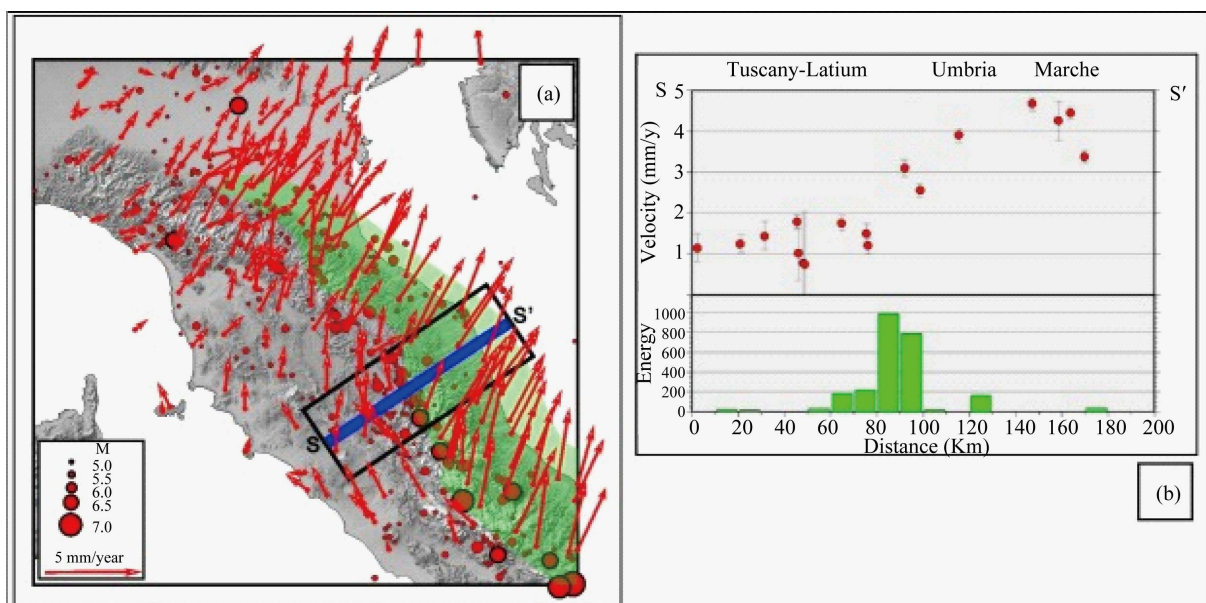 (a)
S'
S
M
5.0
5.5
6.0
6.5
7.0
5 mm/year
Tuscany-Latium Umbria Marche
S S′
5
4
3
2
1
Velocity (mm/y)
1000
800
600
400
200
0
Energy
0 20 40 60 80 100 120 140 160 180 200
Distance (Km)
(b)